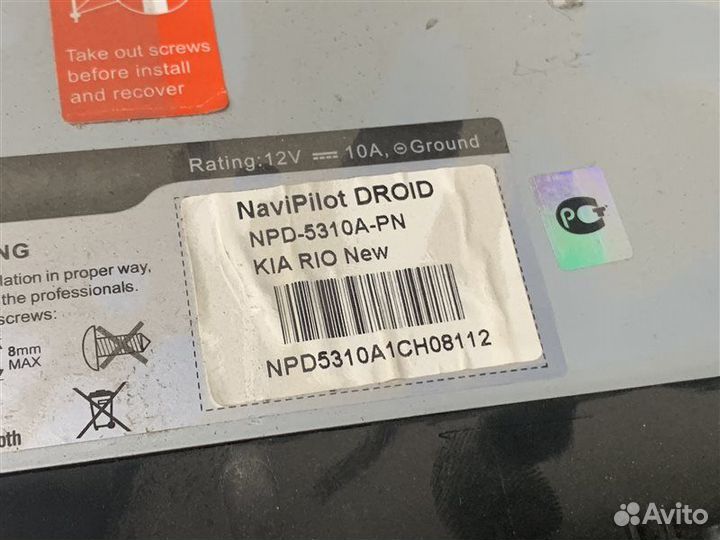 Take out screws
before install
and recover
Rating:12V 10A, Ground
NaviPilot DROID
NPD-5310A-PN
KIA RIO New
NPD5310A1CH08112
PCT
NG
lation in proper way,
the professionals.
screws:
8mm
MAX
oth
Avito